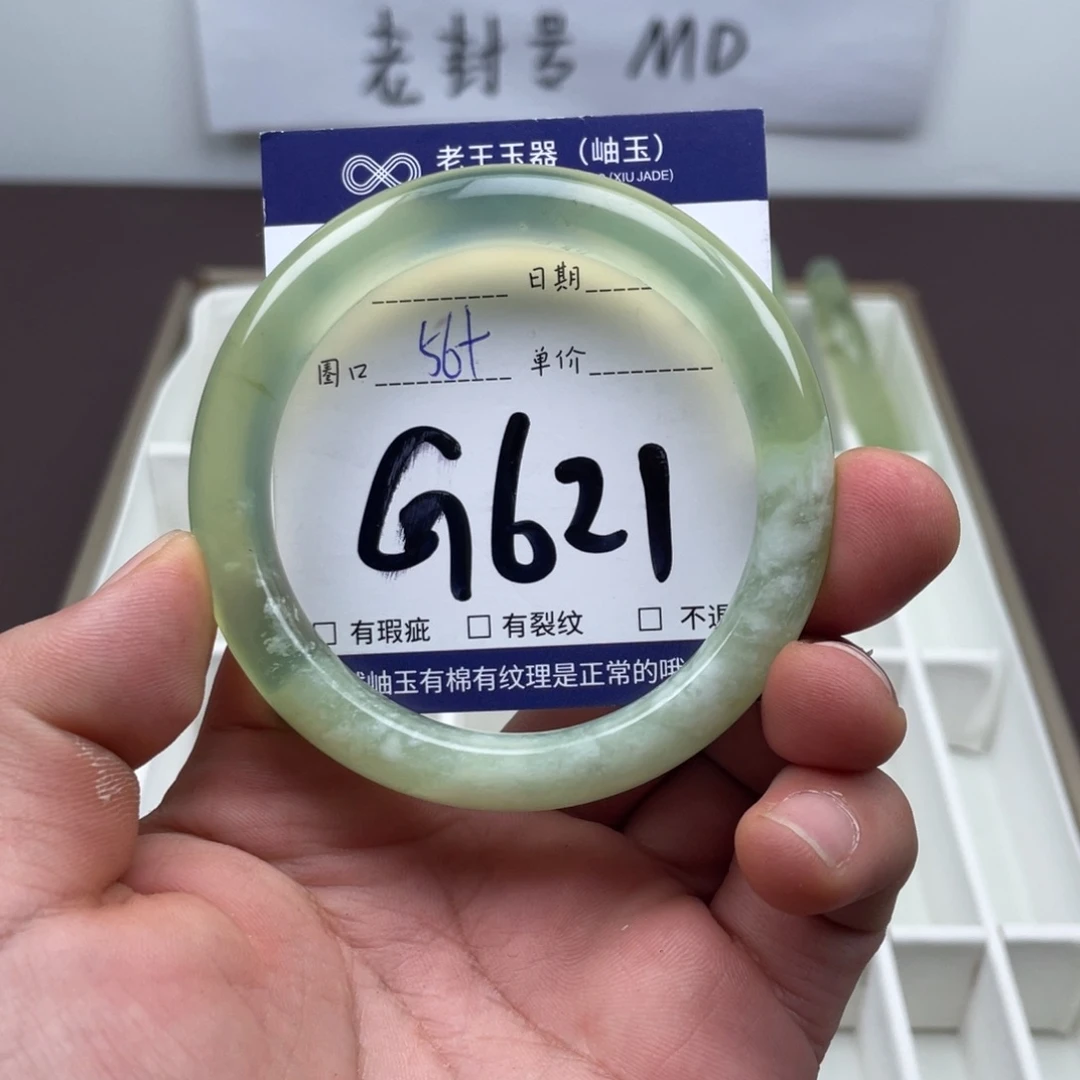 老封号 MD
老王玉器（岫玉）
(XIU JADE)
日期
圈口 56+ 单价
G621
有瑕疵 有裂纹 不退
岫玉有棉有纹理是正常的哦